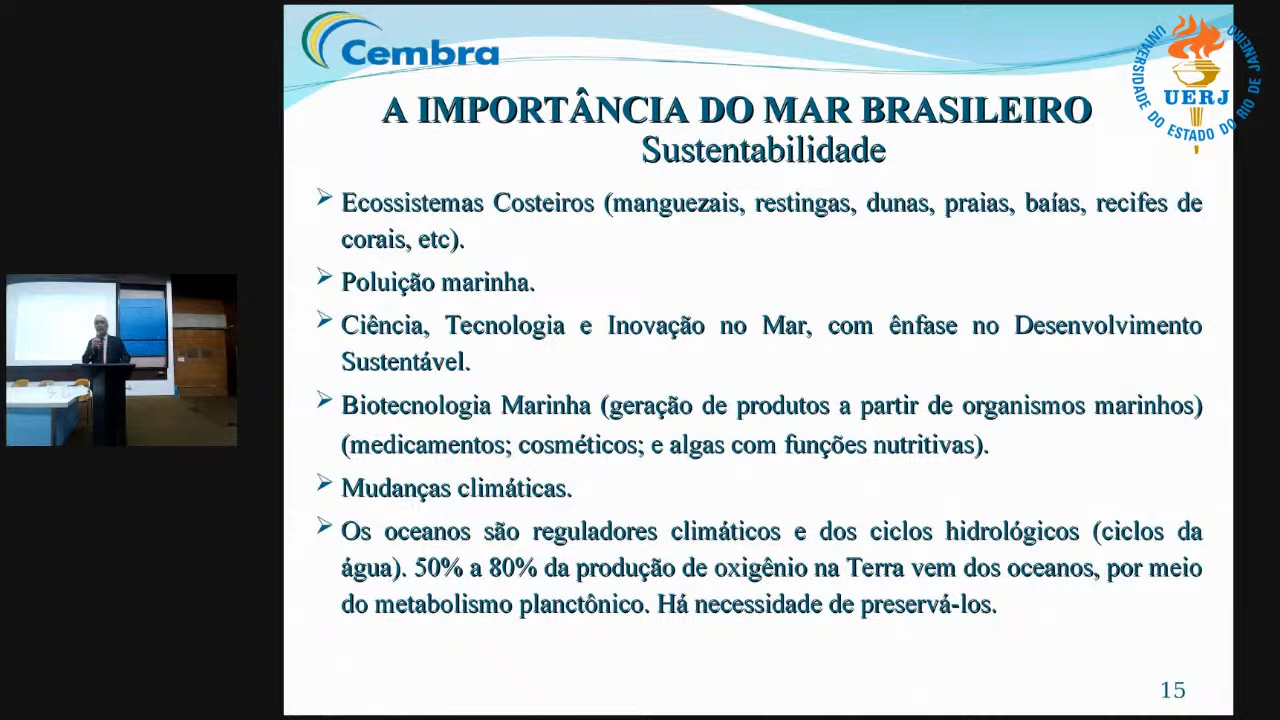 Cembra
UNIVERSIDADE DO ESTADO DO RIO DE JANEIRO
UERJ
A IMPORTÂNCIA DO MAR BRASILEIRO
Sustentabilidade
Ecossistemas Costeiros (manguezais, restingas, dunas, praias, baías, recifes de
corais, etc).
Poluição marinha.
Ciência, Tecnologia e Inovação no Mar, com ênfase no Desenvolvimento
Sustentável.
Biotecnologia Marinha (geração de produtos a partir de organismos marinhos)
(medicamentos; cosméticos; e algas com funções nutritivas).
Mudanças climáticas.
Os oceanos são reguladores climáticos e dos ciclos hidrológicos (ciclos da
água). 50% a 80% da produção de oxigênio na Terra vem dos oceanos, por meio
do metabolismo planctônico. Há necessidade de preservá-los.
15